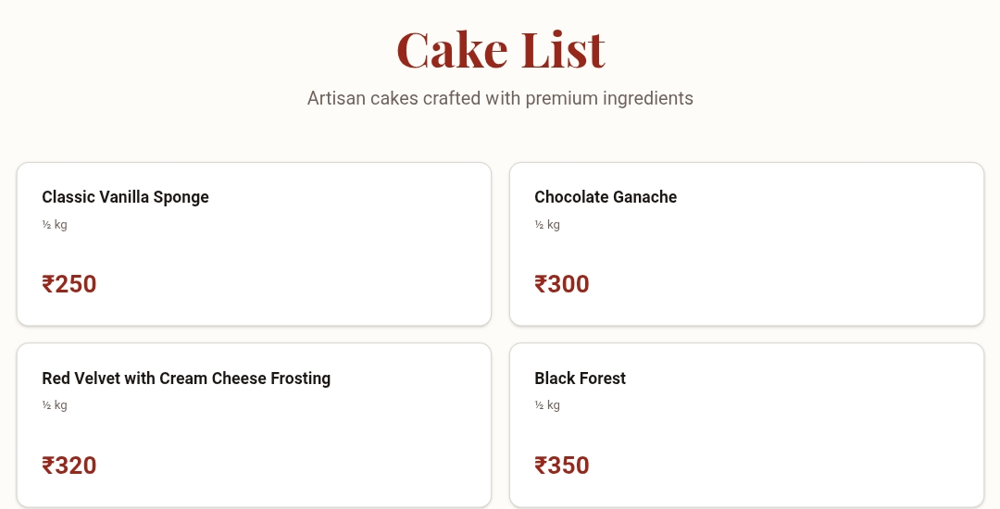 Cake List
Artisan cakes crafted with premium ingredients
Classic Vanilla Sponge
½ kg
₹250
Chocolate Ganache
½ kg
₹300
Red Velvet with Cream Cheese Frosting
½ kg
₹320
Black Forest
½ kg
₹350